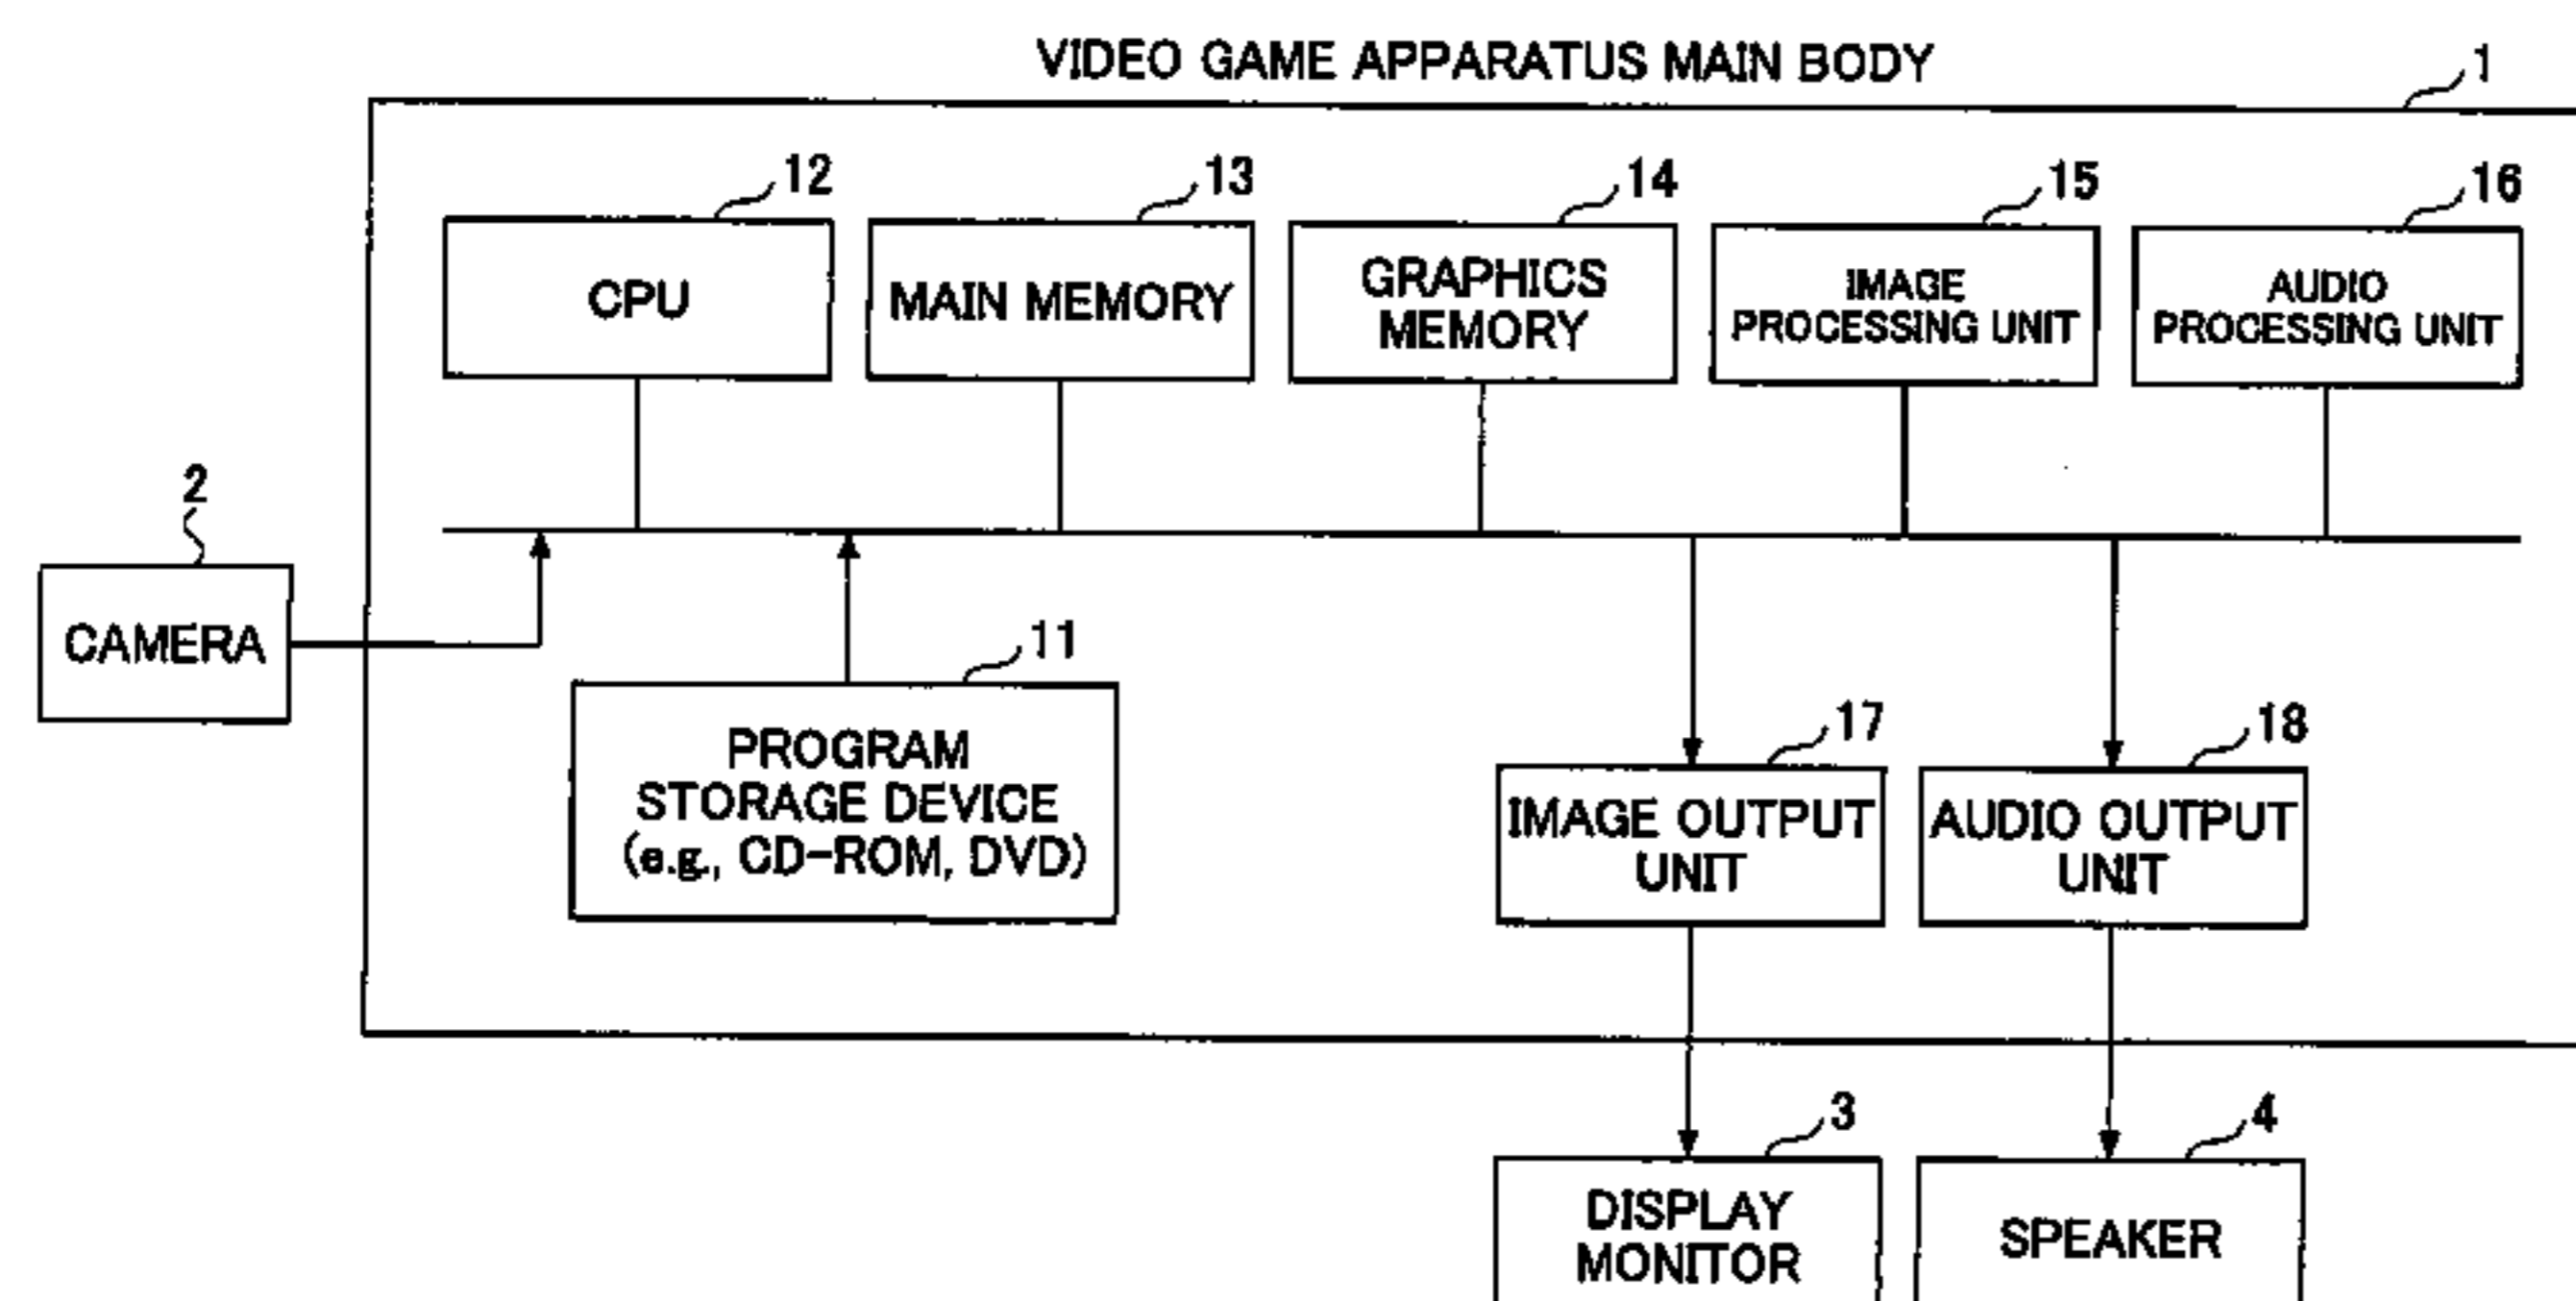 VIDEO GAME APPARATUS MAIN BODY
1
12
13
14
15
16
CPU
MAIN MEMORY
GRAPHICS
MEMORY
IMAGE
PROCESSING UNIT
AUDIO
PROCESSING UNIT
2
CAMERA
11
PROGRAM
STORAGE DEVICE
(e.g., CD-ROM, DVD)
17
18
IMAGE OUTPUT
UNIT
AUDIO OUTPUT
UNIT
3
4
DISPLAY
MONITOR
SPEAKER